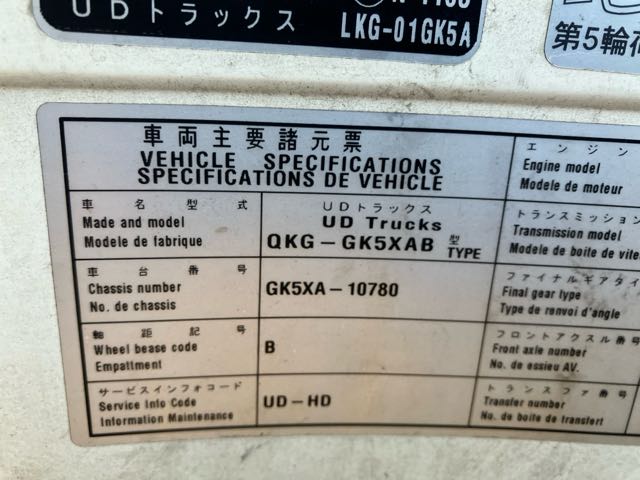 UDトラックス
LKG-01GK5A
第5輪荷
車両主要諸元票
VEHICLE SPECIFICATIONS
SPECIFICATIONS DE VEHICLE
車名型式
Made and model
Modele de fabrique
UDトラックス
UD Trucks
QKG-GK5XAB 型 TYPE
車台番号
Chassis number
No. de chassis
GK5XA-10780
軸距記号
Wheel bease code
Empattment
B
サービスインフォコード
Service Info Code
Information Maintenance
UD-HD
エンジン
Engine model
Modele de moteur
トランスミッション
Transmission model
Modele de boite de vite
ファイナルギアタイ
Final gear type
Type de renvoi d'angle
フロントアクスル番号
Front axle number
No. de essieu AV.
トランスファ番号
Transfer number
No. de boite de transfert